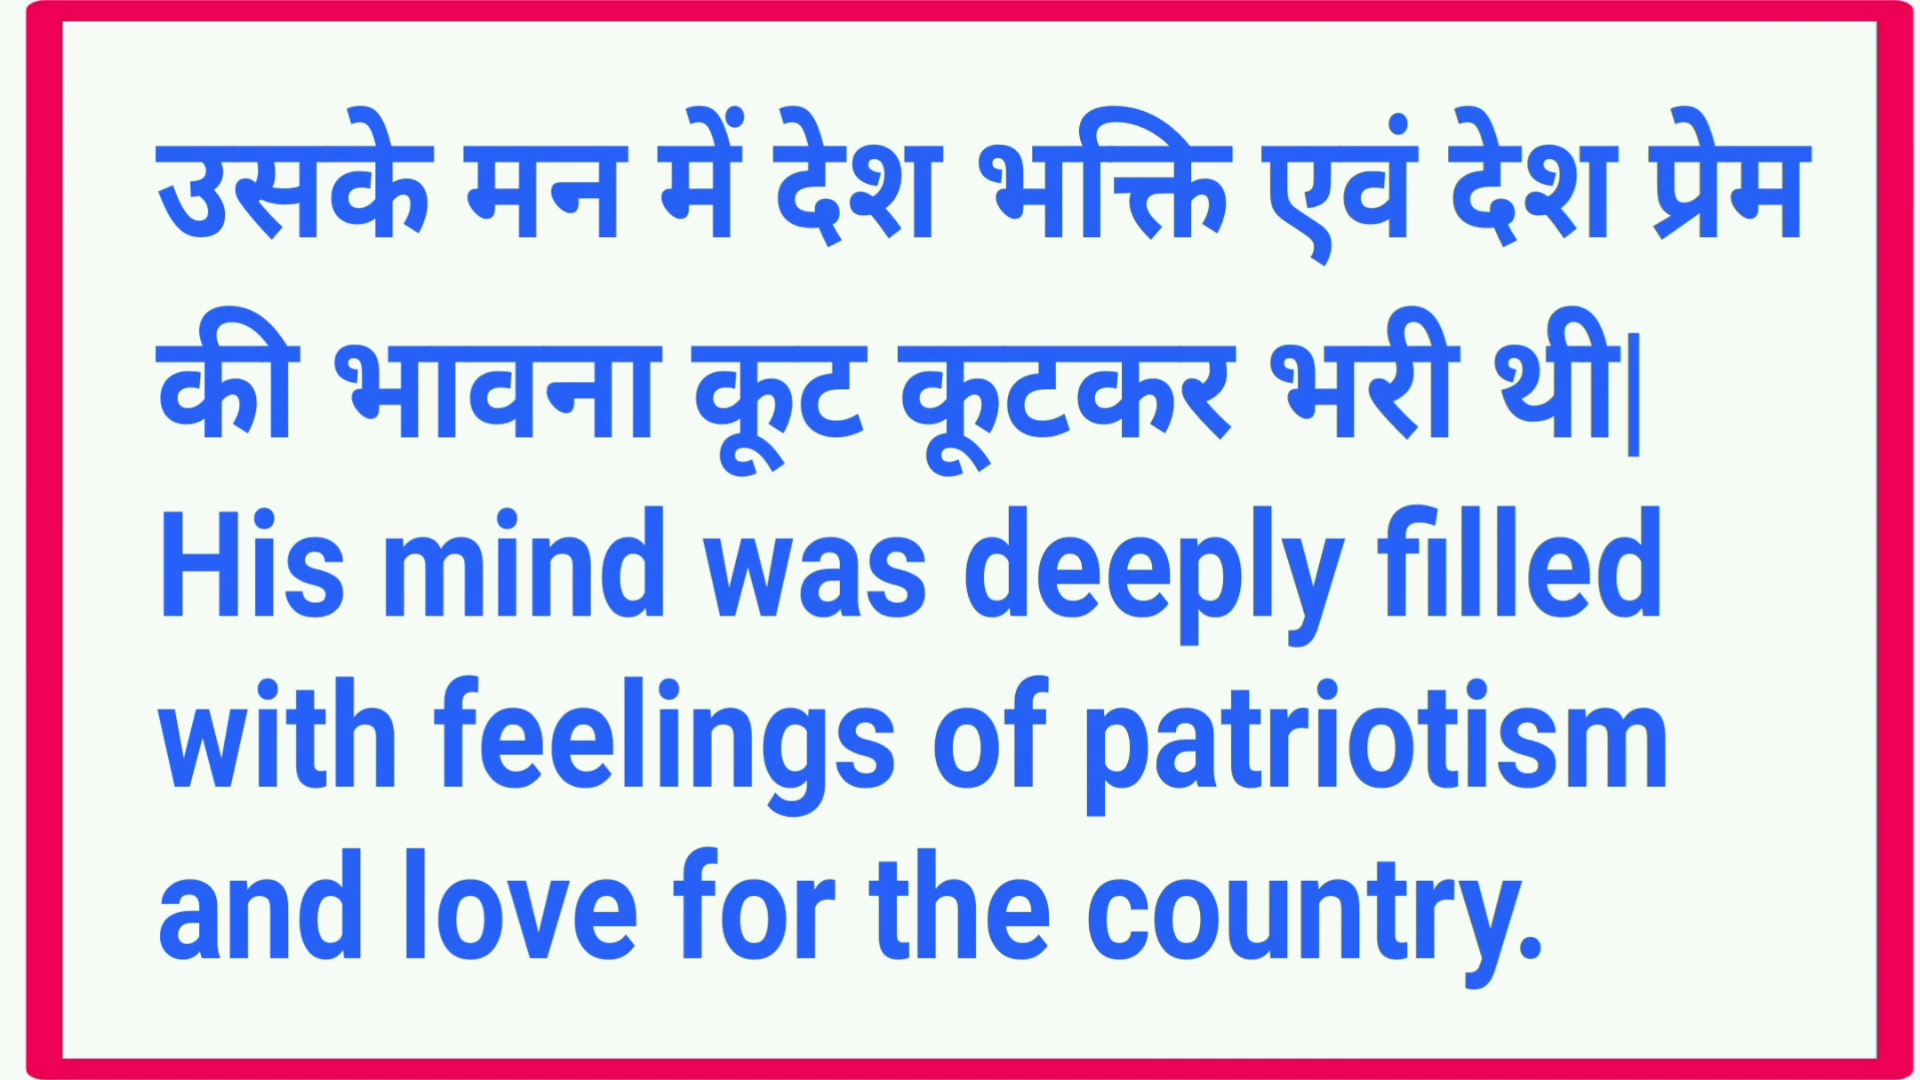 उसके मन में देश भक्ति एवं देश प्रेम
की भावना कूट कूटकर भरी थी|
His mind was deeply filled
with feelings of patriotism
and love for the country.